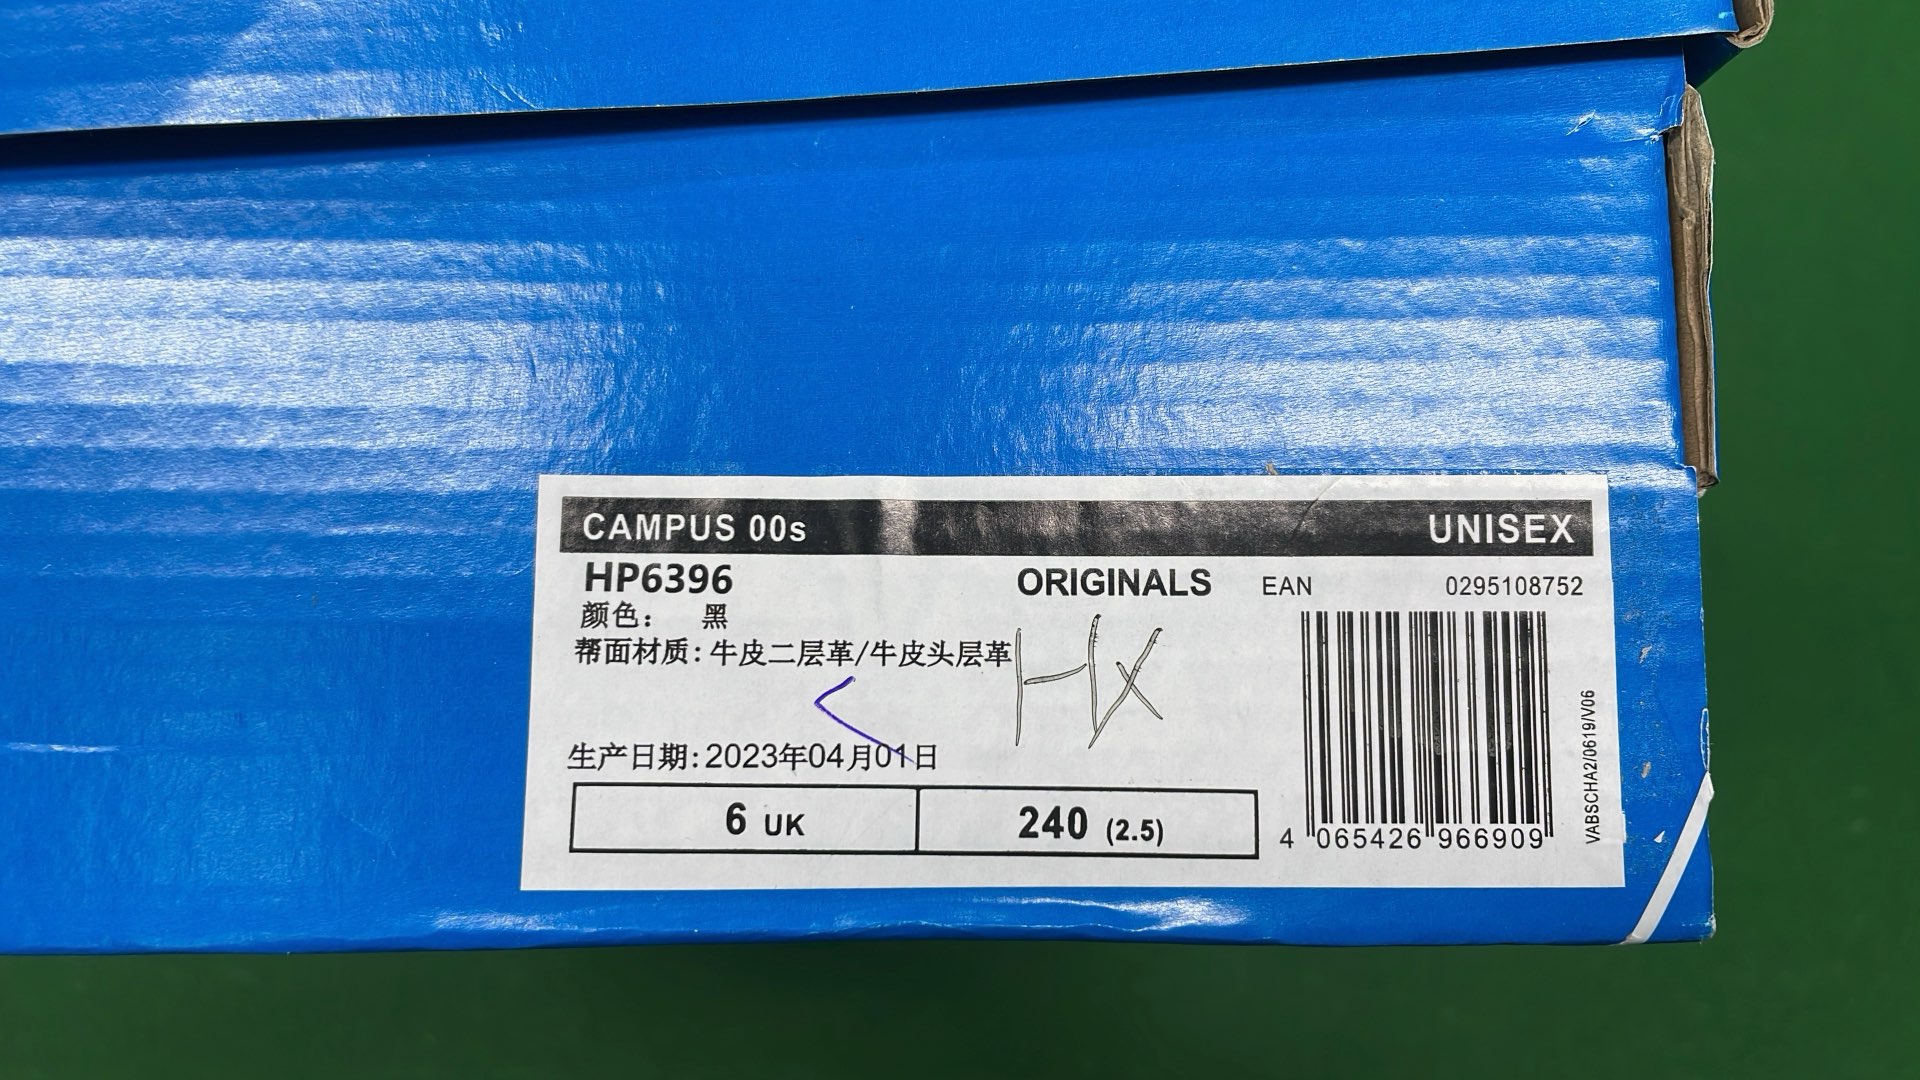 CAMPUS 00s UNISEX
HP6396 ORIGINALS EAN 0295108752
颜色: 黑
帮面材质: 牛皮二层革/牛皮头层革
HX
生产日期: 2023年04月01日
6 UK 240 (2.5)
4 065426 966909
VABSCHA2/0619/V06